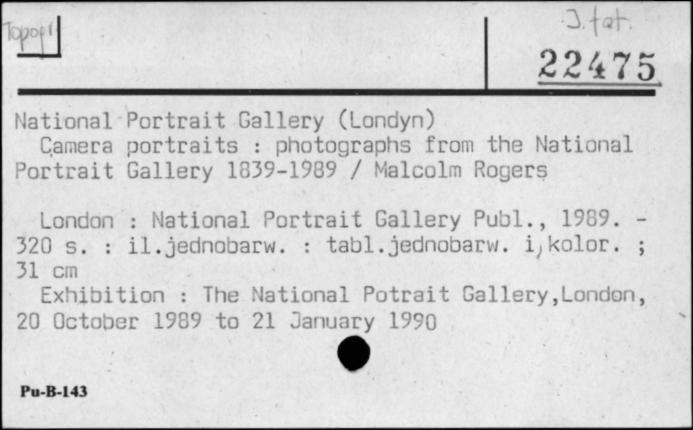 Topogr.
J. fot.
22475
National Portrait Gallery (Londyn)
Camera portraits : photographs from the National
Portrait Gallery 1839-1989 / Malcolm Rogers
London : National Portrait Gallery Publ., 1989. -
320 s. : il.jednobarw. : tabl.jednobarw. i, kolor. ;
31 cm
Exhibition : The National Potrait Gallery,London,
20 October 1989 to 21 January 1990
Pu-B-143